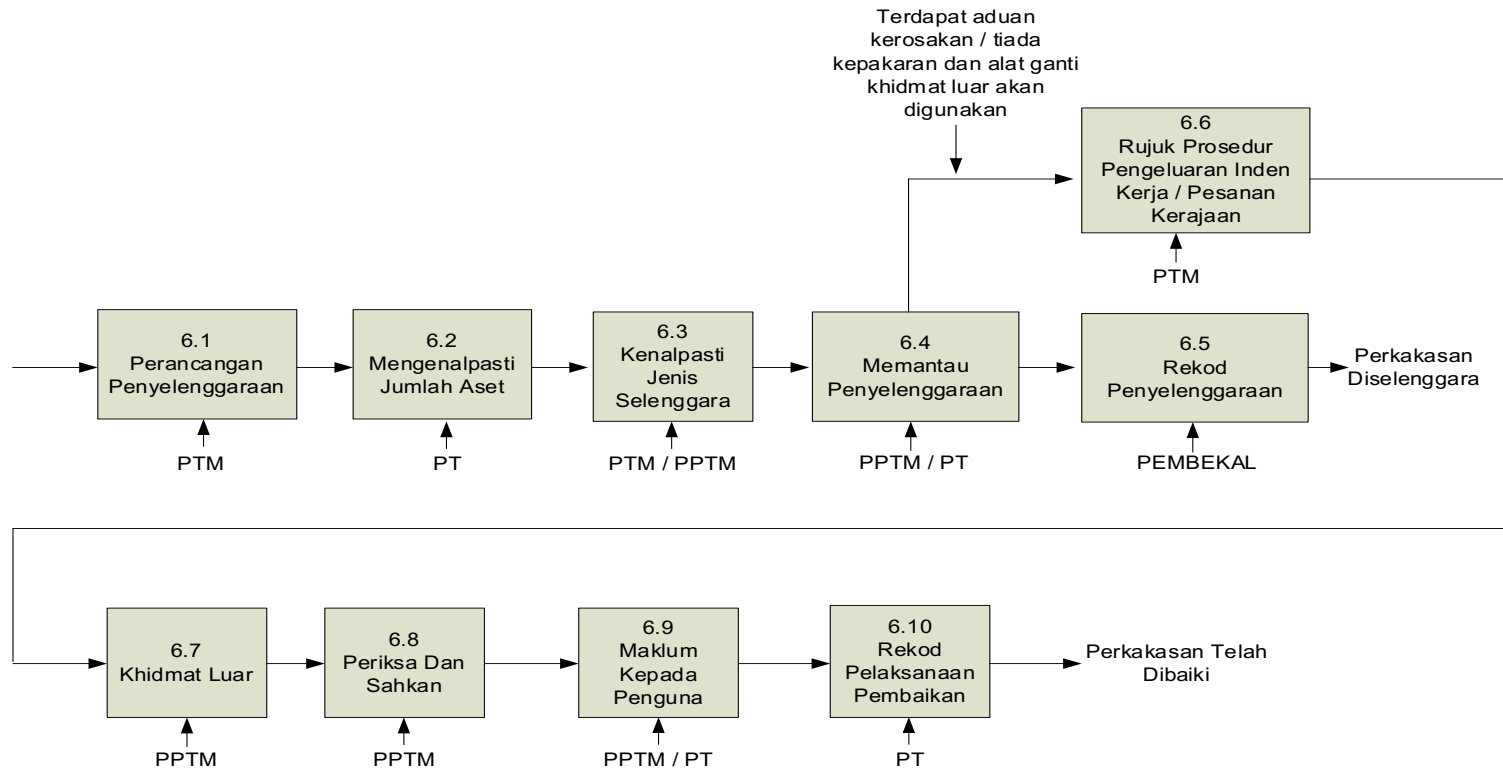 Terdapat aduan
kerosakan / tiada
kepakaran dan alat ganti
khidmat luar akan
digunakan
6.6
Rujuk Prosedur
Pengeluaran Inden
Kerja / Pesanan
Kerajaan
PTM
6.1
Perancangan
Penyelenggaraan
PTM
6.2
Mengenalpasti
Jumlah Aset
PT
6.3
Kenalpasti
Jenis
Selenggara
PTM / PPTM
6.4
Memantau
Penyelenggaraan
PPTM / PT
6.5
Rekod
Penyelenggaraan
PEMBEKAL
Perkakasan
Diselenggara
6.7
Khidmat Luar
PPTM
6.8
Periksa Dan
Sahkan
PPTM
6.9
Maklum
Kepada
Penguna
PPTM / PT
6.10
Rekod
Pelaksanaan
Pembaikan
PT
Perkakasan Telah
Dibaiki